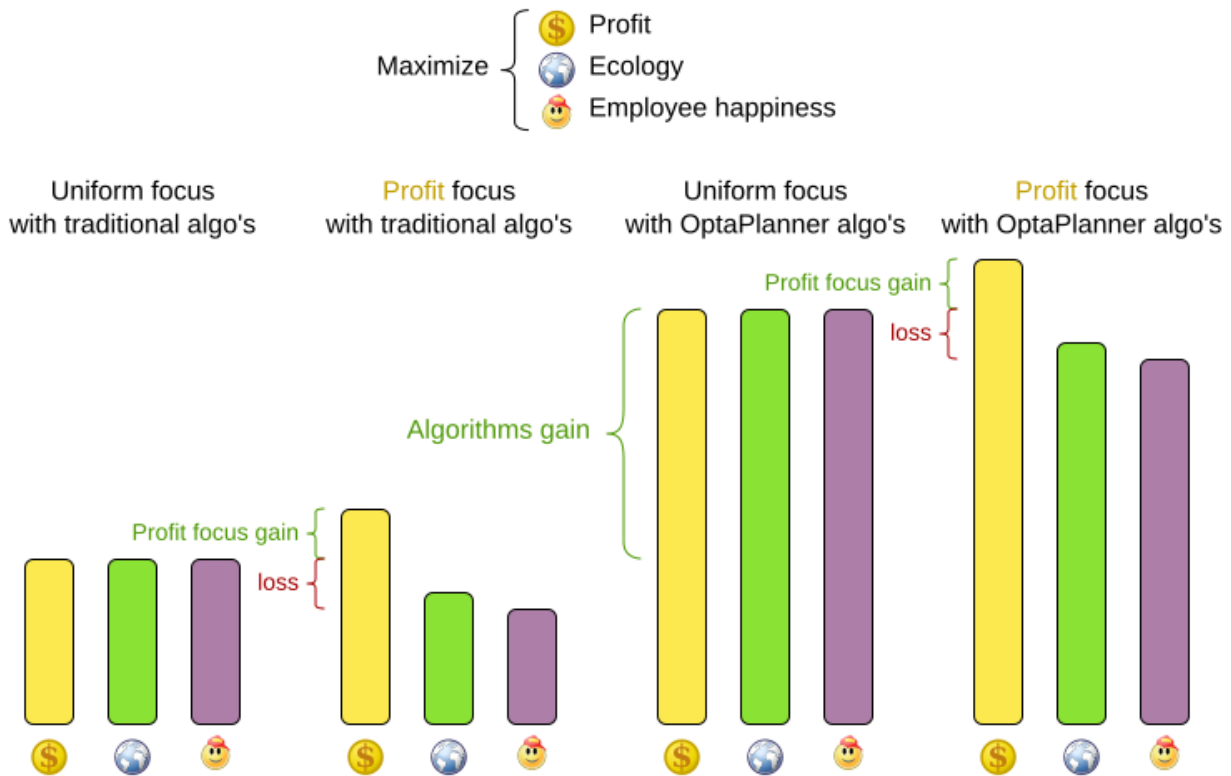 Maximize
Profit
Ecology
Employee happiness
Uniform focus
with traditional algo's
Profit focus
with traditional algo's
Uniform focus
with OptaPlanner algo's
Profit focus
with OptaPlanner algo's
Profit focus gain
loss
Algorithms gain
Profit focus gain
loss
$
$
$
$
$